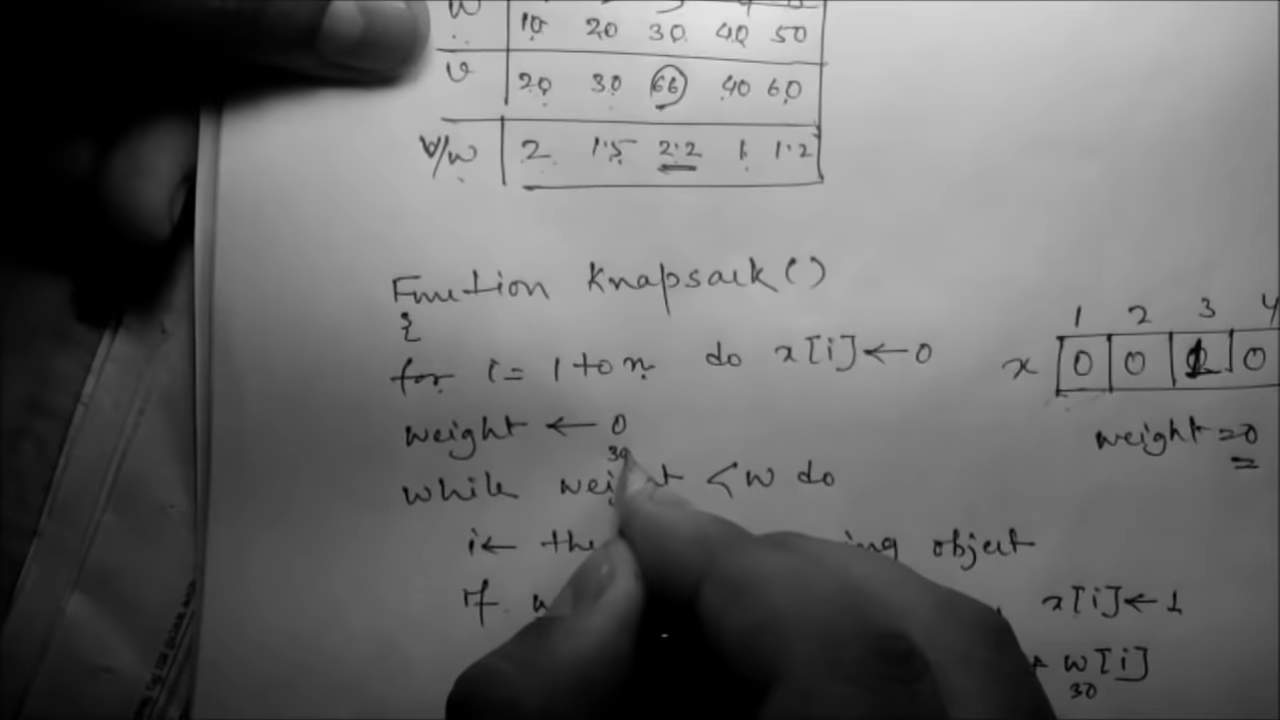 w 10 20 30 40 50
v 20 30 66 40 60
v/w 2 1.5 2.2 1 1.2
Function Knapsack()
{
for i = 1 to n do x[i] ← 0
1 2 3 4
x 0 0 1 0
weight ← 0
weight = 0
30
while weight < w do
i ← the object
If x[i] ← 1
w[i]
30